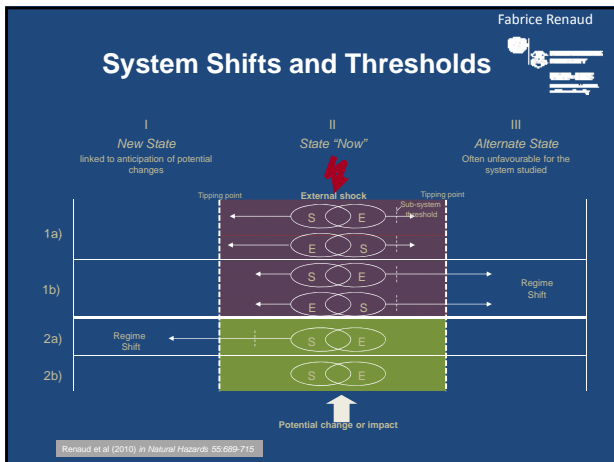 Fabrice Renaud
System Shifts and Thresholds
I
II
III
New State
State “Now”
Alternate State
linked to anticipation of potential
changes
Often unfavourable for the
system studied
Tipping point
External shock
Tipping point
Sub-system
threshold
1a)
S E
E S
1b)
S E
E S
Regime
Shift
2a)
Regime
Shift
S E
2b)
S E
Potential change or impact
Renaud et al (2010) in Natural Hazards 55:689-715